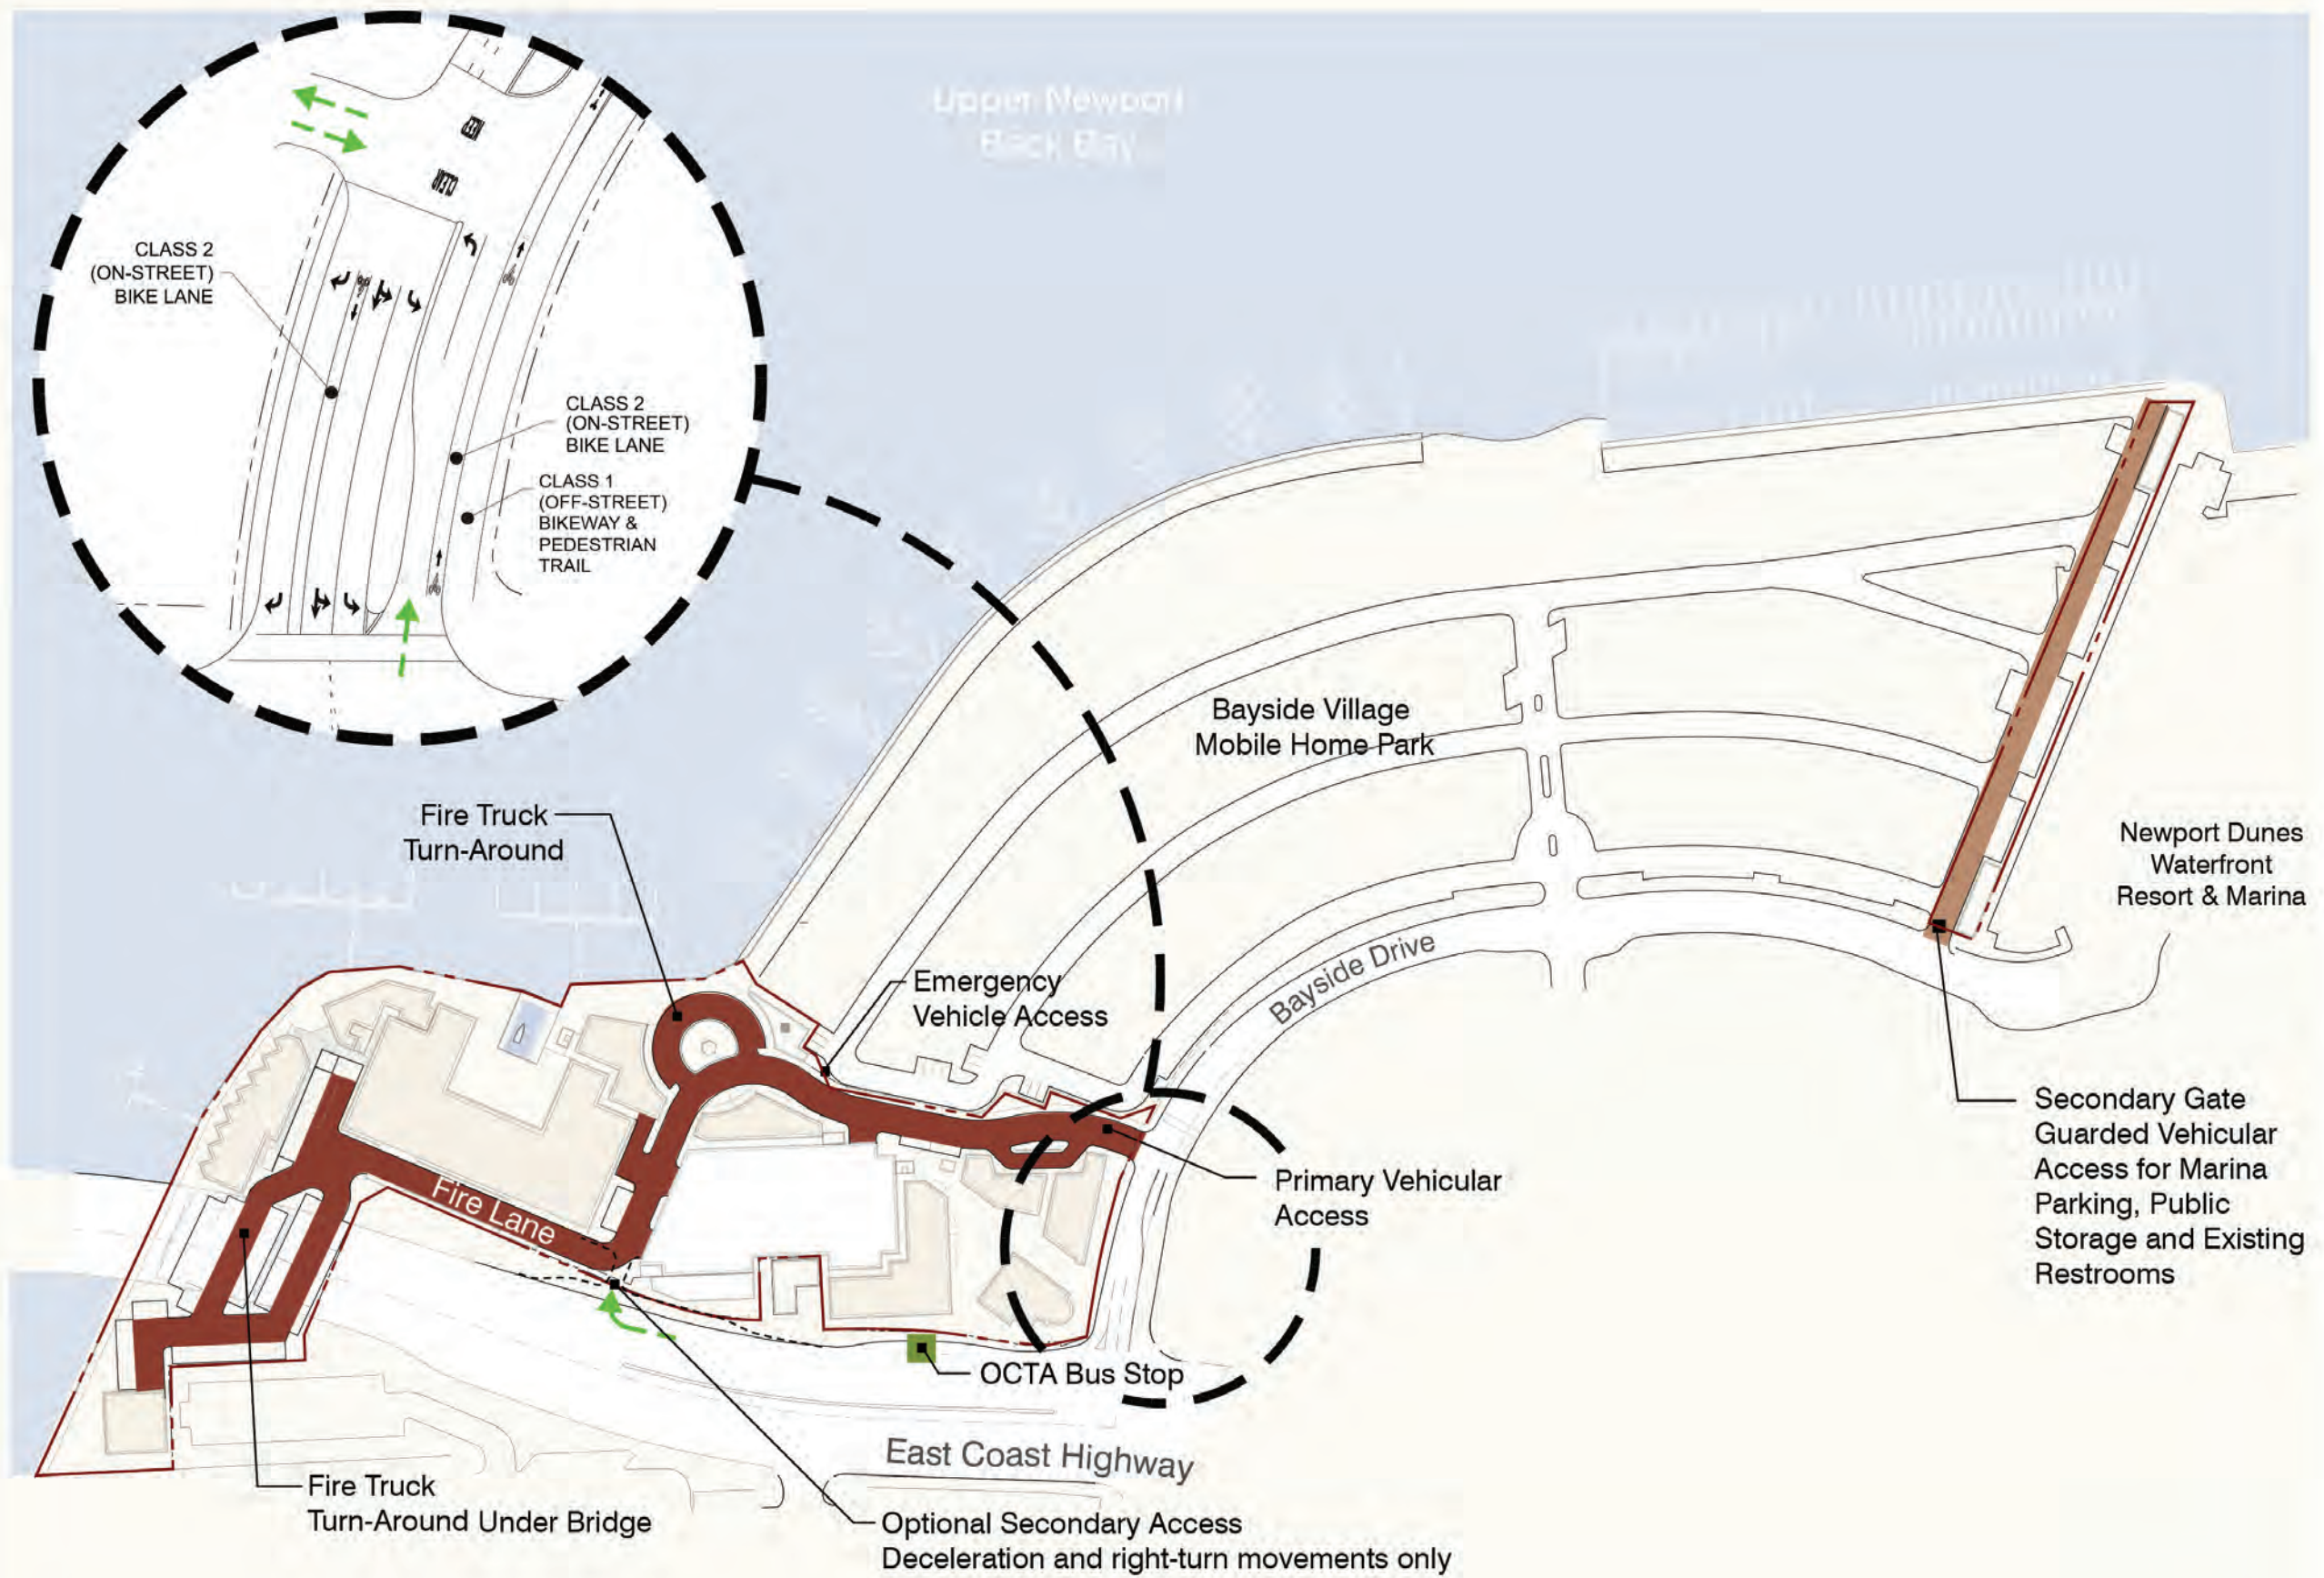 Upper Newport
Back Bay
KEEP
CLEAR
CLASS 2
(ON-STREET)
BIKE LANE
CLASS 2
(ON-STREET)
BIKE LANE
CLASS 1
(OFF-STREET)
BIKEWAY &
PEDESTRIAN
TRAIL
Bayside Village
Mobile Home Park
Fire Truck
Turn-Around
Newport Dunes
Waterfront
Resort & Marina
Emergency
Vehicle Access
Bayside Drive
Secondary Gate
Guarded Vehicular
Access for Marina
Parking, Public
Storage and Existing
Restrooms
Primary Vehicular
Access
Fire Lane
OCTA Bus Stop
East Coast Highway
Fire Truck
Turn-Around Under Bridge
Optional Secondary Access
Deceleration and right-turn movements only